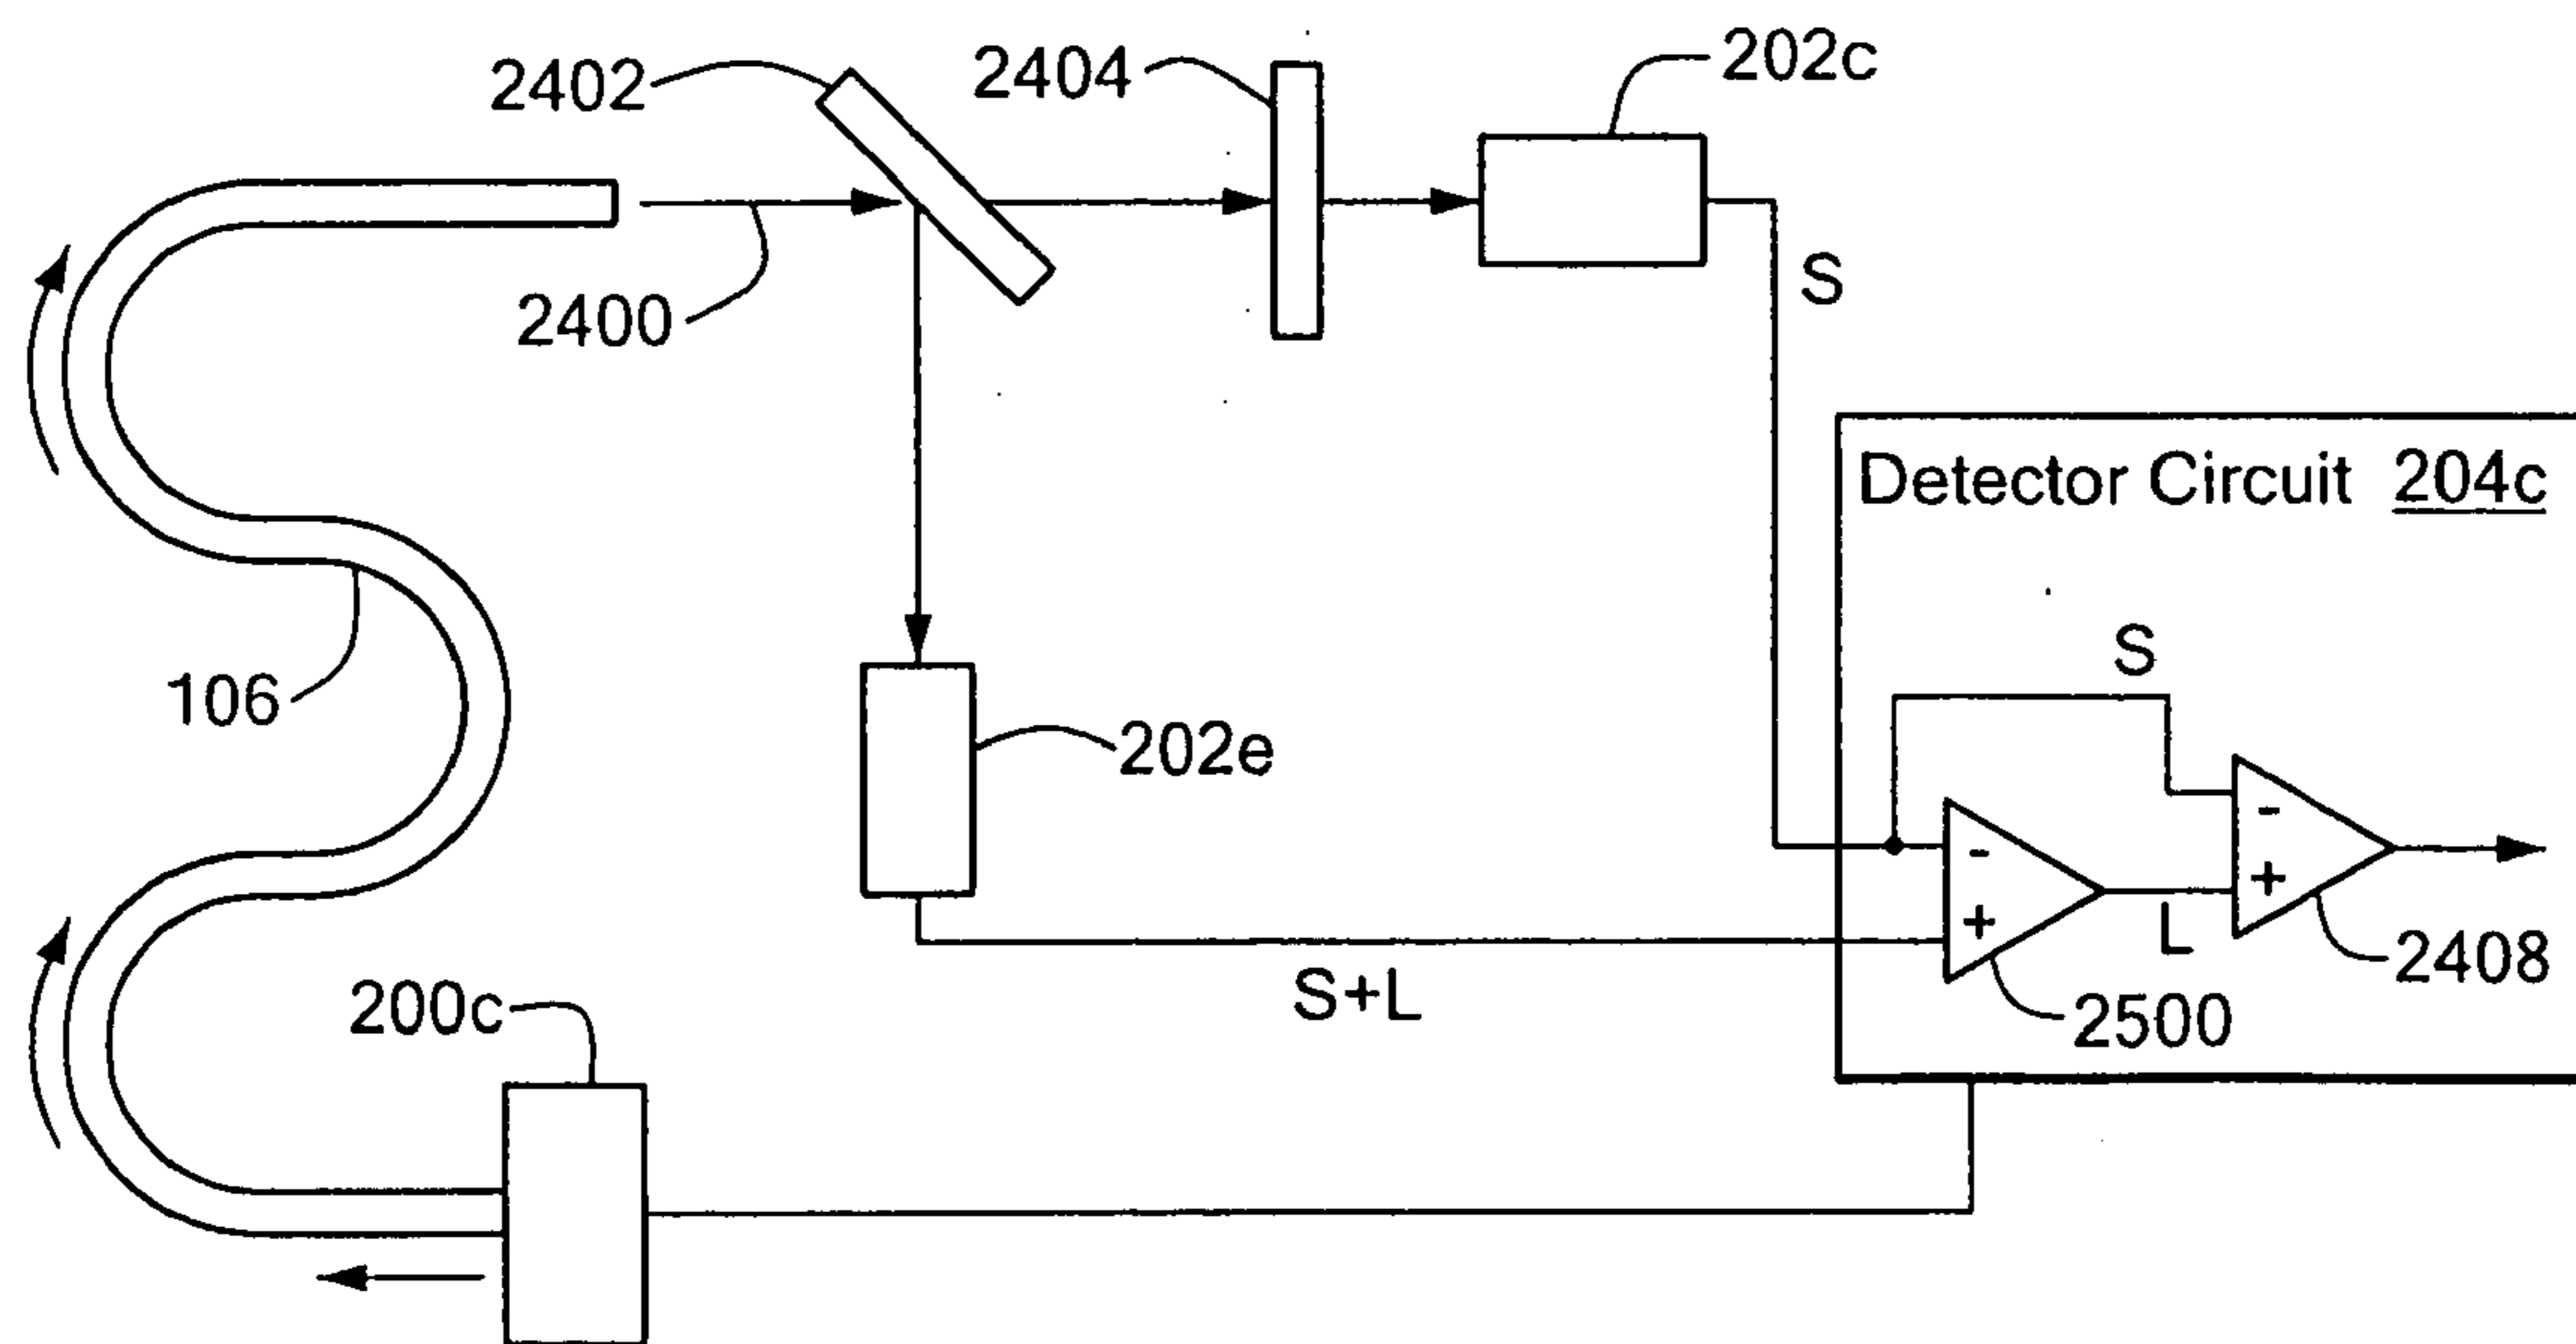 2402
2404
202c
2400
S
Detector Circuit 204c
S
106
202e
-
+
-
+
L
2408
S+L
2500
200c